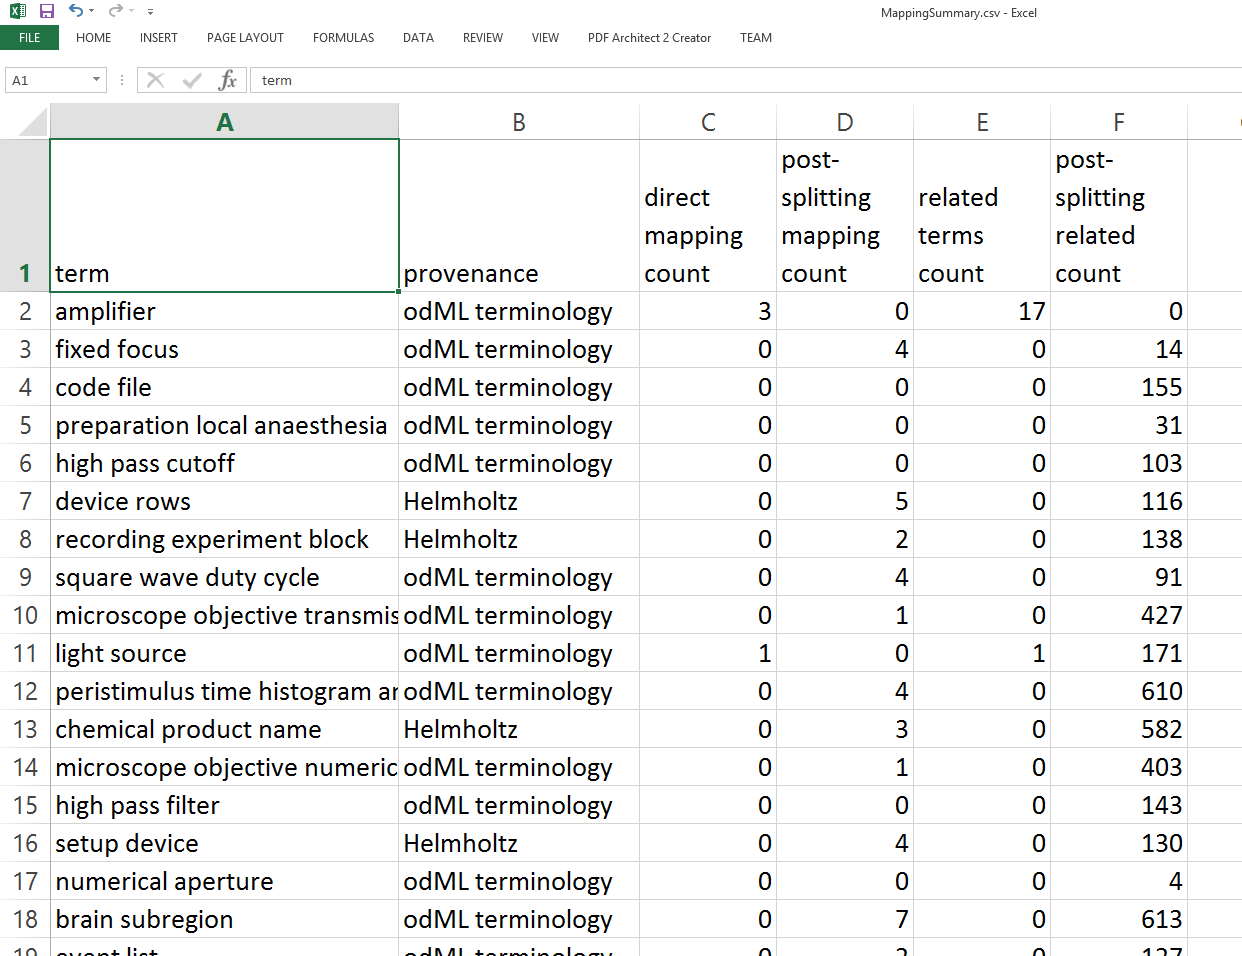 MappingSummary.csv - Excel
FILE HOME INSERT PAGE LAYOUT FORMULAS DATA REVIEW VIEW PDF Architect 2 Creator TEAM
A1 fx term
A B C D E F
1 term provenance direct mapping count post-splitting mapping count related terms count post-splitting related count
2 amplifier odML terminology 3 0 17 0
3 fixed focus odML terminology 0 4 0 14
4 code file odML terminology 0 0 0 155
5 preparation local anaesthesia odML terminology 0 0 0 31
6 high pass cutoff odML terminology 0 0 0 103
7 device rows Helmholtz 0 5 0 116
8 recording experiment block Helmholtz 0 2 0 138
9 square wave duty cycle odML terminology 0 4 0 91
10 microscope objective transmis odML terminology 0 1 0 427
11 light source odML terminology 1 0 1 171
12 peristimulus time histogram ar odML terminology 0 4 0 610
13 chemical product name Helmholtz 0 3 0 582
14 microscope objective numeric odML terminology 0 1 0 403
15 high pass filter odML terminology 0 0 0 143
16 setup device Helmholtz 0 4 0 130
17 numerical aperture odML terminology 0 0 0 4
18 brain subregion odML terminology 0 7 0 613
19 event list odML terminology 0 2 0 127